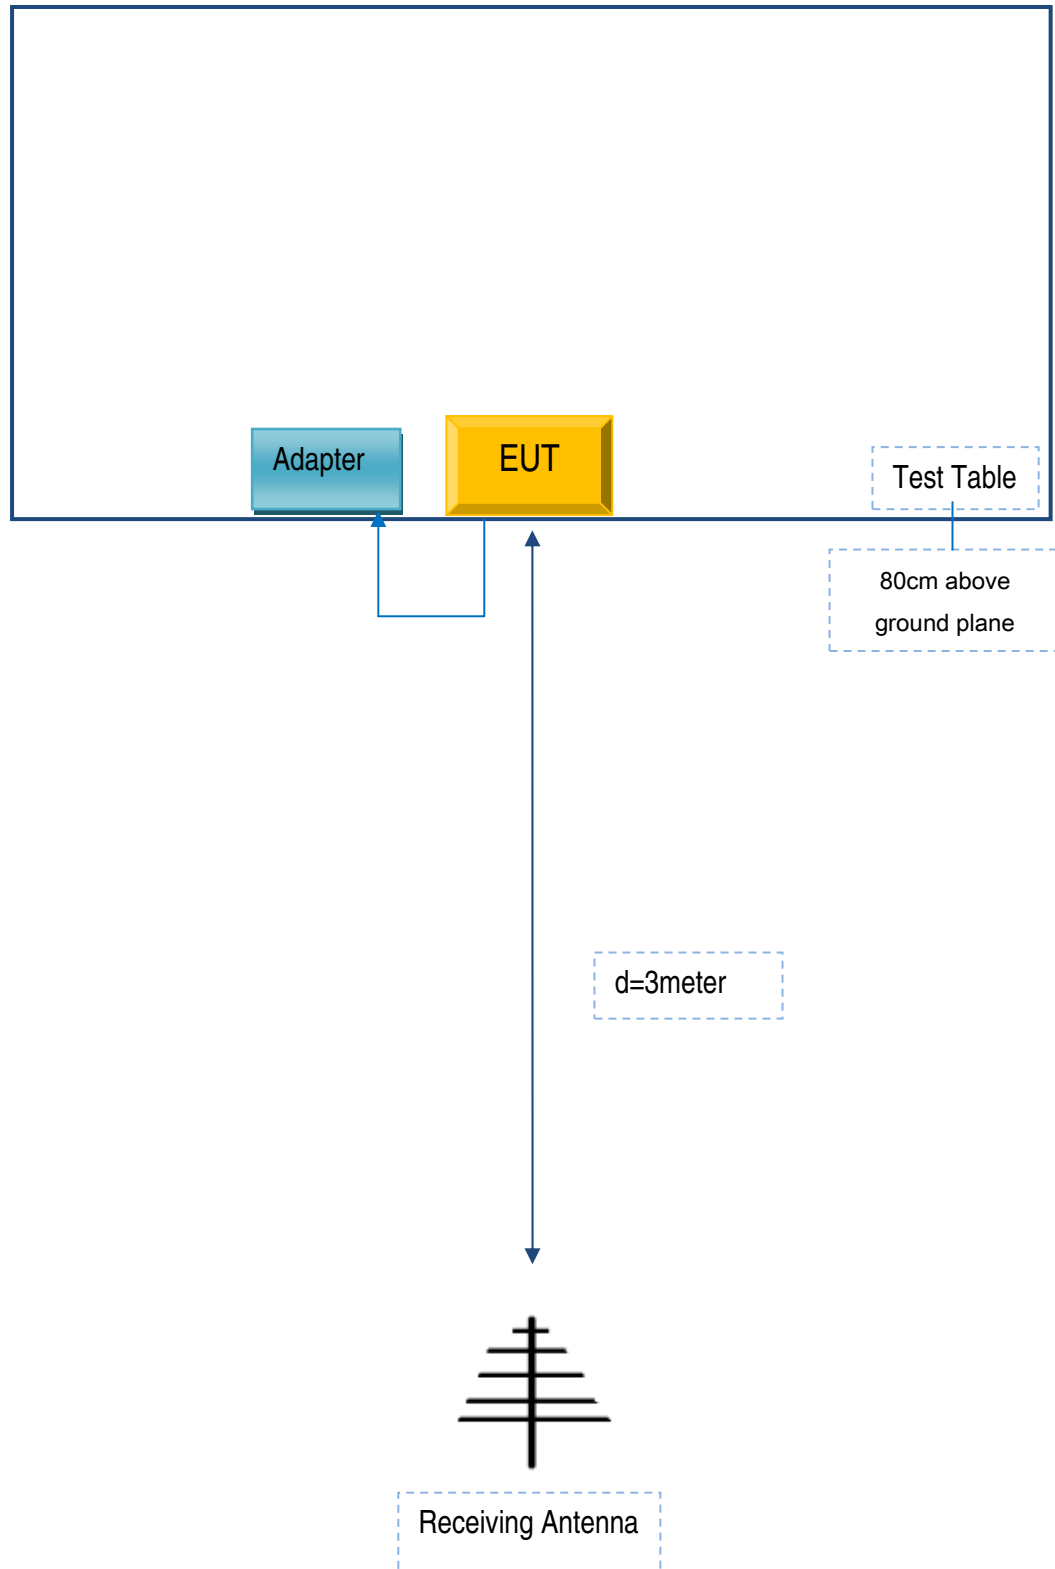 Adapter
EUT
Test Table
80cm above
ground plane
d=3meter
Receiving Antenna